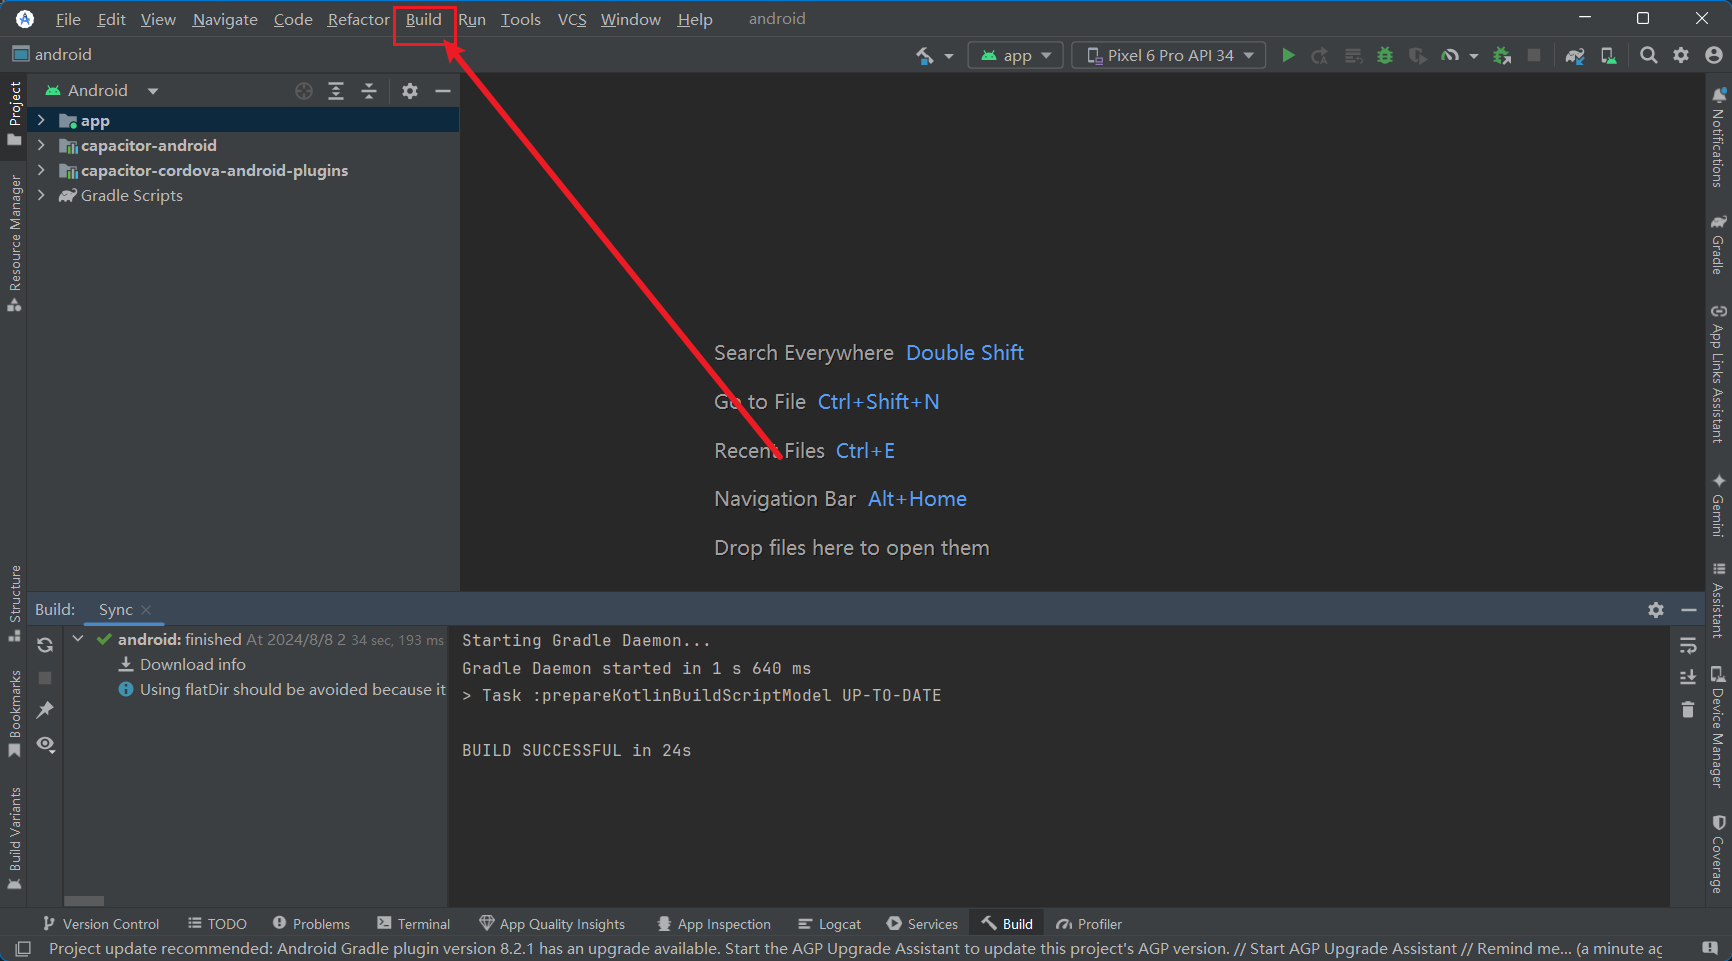 File Edit View Navigate Code Refactor Build Run Tools VCS Window Help android
android
app
Pixel 6 Pro API 34
Android
app
capacitor-android
capacitor-cordova-android-plugins
Gradle Scripts
Project
Resource Manager
Structure
Bookmarks
Build Variants
Search Everywhere Double Shift
Go to File Ctrl+Shift+N
Recent Files Ctrl+E
Navigation Bar Alt+Home
Drop files here to open them
Notifications
Gradle
App Links Assistant
Gemini
Assistant
Device Manager
Coverage
Build: Sync
android: finished At 2024/8/8 2 34 sec, 193 ms
Download info
Using flatDir should be avoided because it
Starting Gradle Daemon...
Gradle Daemon started in 1 s 640 ms
> Task :prepareKotlinBuildScriptModel UP-TO-DATE
BUILD SUCCESSFUL in 24s
Version Control TODO Problems Terminal App Quality Insights App Inspection Logcat Services Build Profiler
Project update recommended: Android Gradle plugin version 8.2.1 has an upgrade available. Start the AGP Upgrade Assistant to update this project's AGP version. // Start AGP Upgrade Assistant // Remind me... (a minute ag